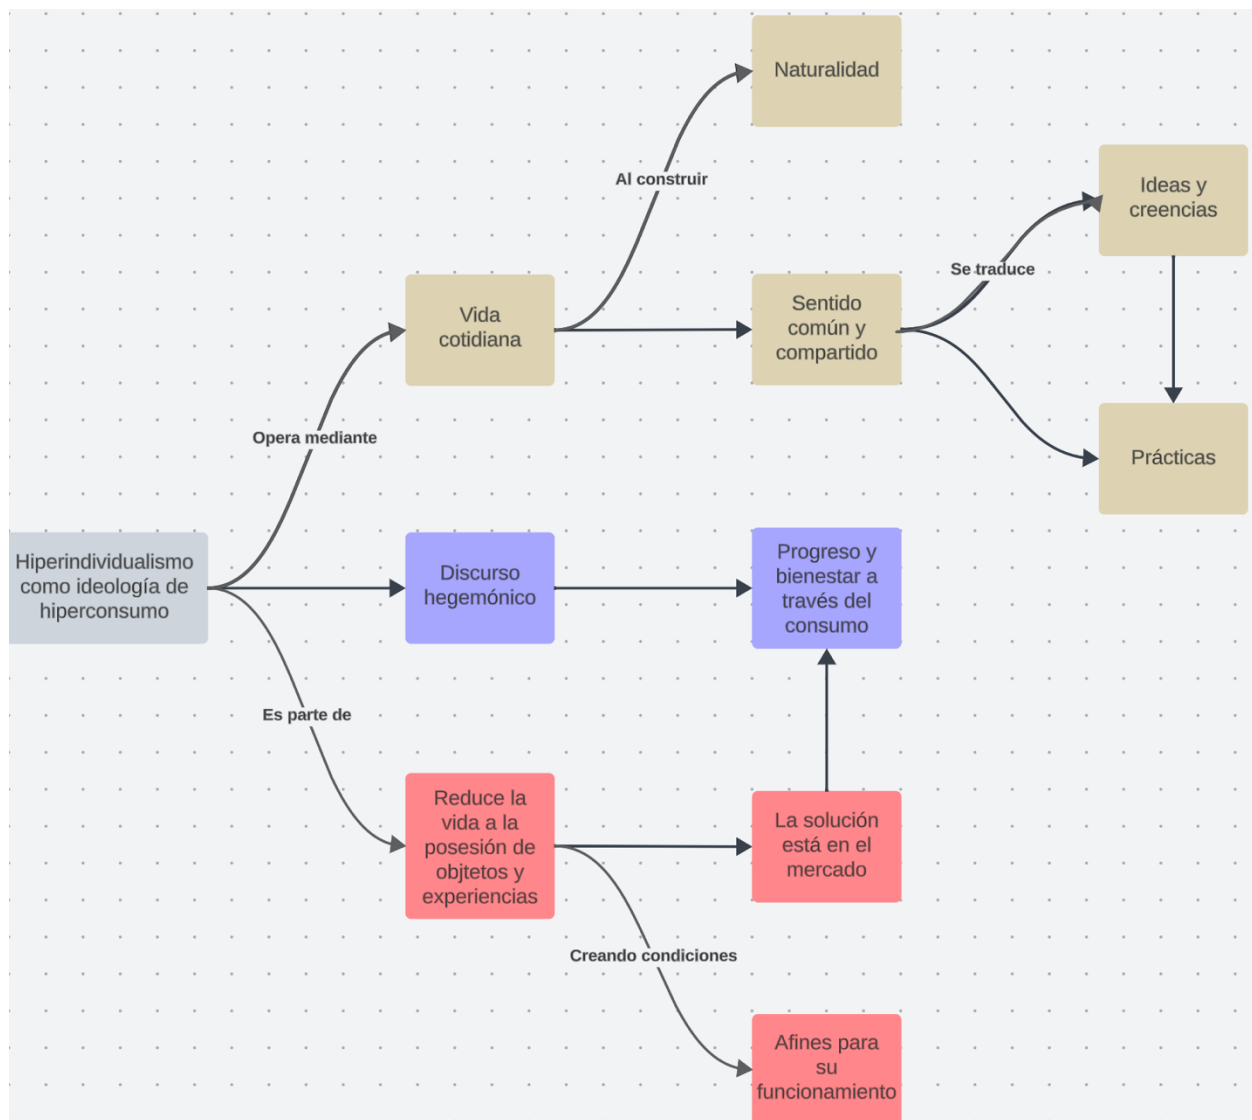 Naturalidad
Al construir
Ideas y
creencias
Se traduce
Vida
cotidiana
Sentido
común y
compartido
Opera mediante
Prácticas
Hiperindividualismo
como ideología de
hiperconsumo
Discurso
hegemónico
Progreso y
bienestar a
través del
consumo
Es parte de
Reduce la
vida a la
posesión de
objtetos y
experiencias
La solución
está en el
mercado
Creando condiciones
Afines para
su
funcionamiento